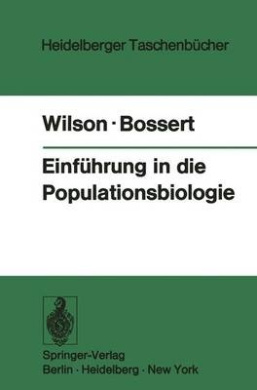 Heidelberger Taschenbücher
Wilson · Bossert
Einführung in die
Populationsbiologie
Springer-Verlag
Berlin · Heidelberg · New York